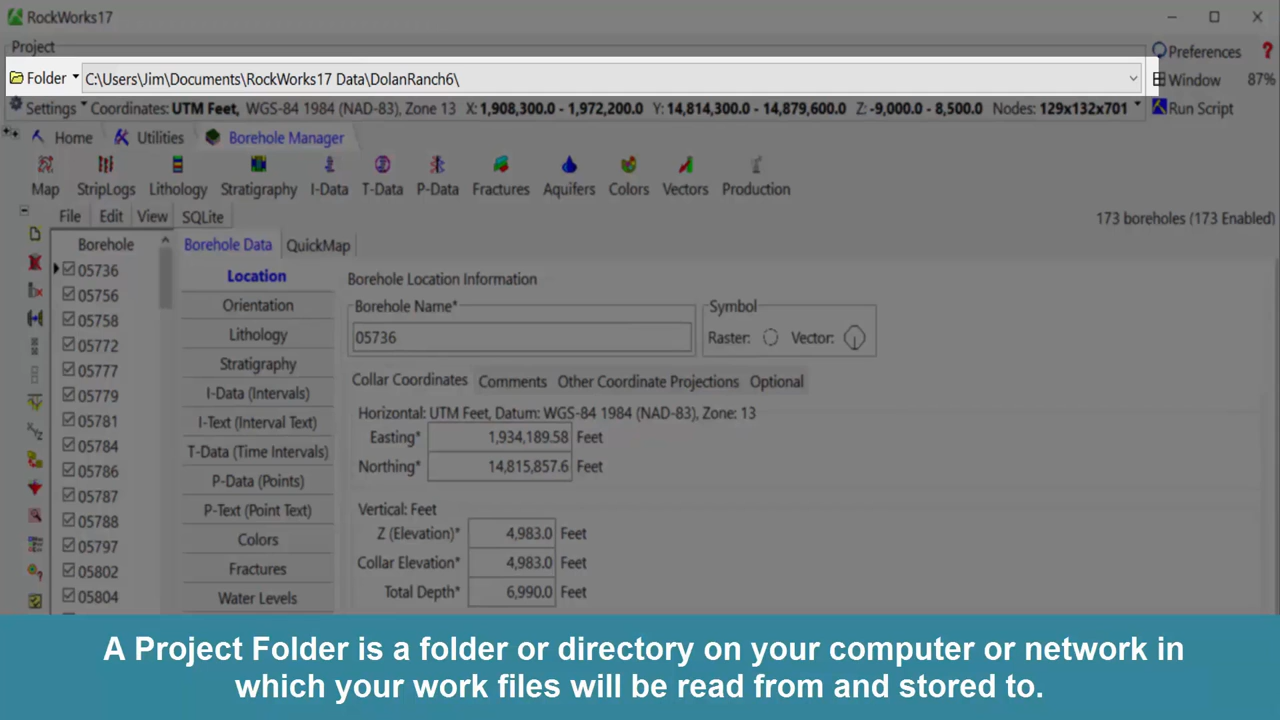 RockWorks17
Project
Folder C:\Users\Jim\Documents\RockWorks17 Data\DolanRanch6\
Preferences ?
Window 87%
Settings Coordinates: UTM Feet, WGS-84 1984 (NAD-83), Zone 13 X: 1,908,300.0 - 1,972,200.0 Y: 14,814,300.0 - 14,879,600.0 Z: -9,000.0 - 8,500.0 Nodes: 129x132x701
Run Script
Home Utilities Borehole Manager
Map StripLogs Lithology Stratigraphy I-Data T-Data P-Data Fractures Aquifers Colors Vectors Production
File Edit View SQLite
173 boreholes (173 Enabled)
Borehole
05736
05756
05758
05772
05777
05779
05781
05784
05786
05787
05788
05797
05802
05804
Borehole Data QuickMap
Location
Orientation
Lithology
Stratigraphy
I-Data (Intervals)
I-Text (Interval Text)
T-Data (Time Intervals)
P-Data (Points)
P-Text (Point Text)
Colors
Fractures
Water Levels
Borehole Location Information
Borehole Name*
05736
Symbol
Raster: Vector:
Collar Coordinates Comments Other Coordinate Projections Optional
Horizontal: UTM Feet, Datum: WGS-84 1984 (NAD-83), Zone: 13
Easting* 1,934,189.58 Feet
Northing* 14,815,857.6 Feet
Vertical: Feet
Z (Elevation)* 4,983.0 Feet
Collar Elevation* 4,983.0 Feet
Total Depth* 6,990.0 Feet
A Project Folder is a folder or directory on your computer or network in
which your work files will be read from and stored to.